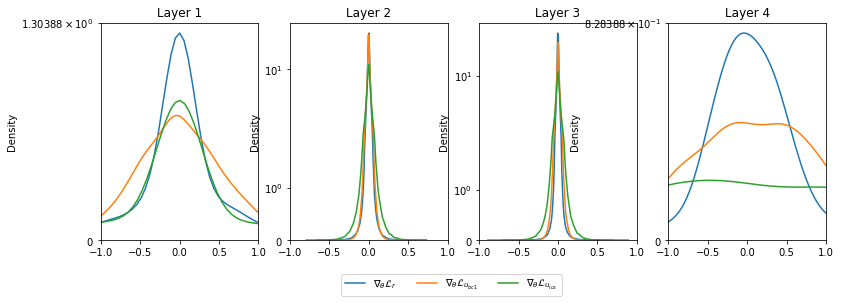 Layer 1
Layer 2
Layer 3
Layer 4
1.30388 × 10⁰
10¹
10¹
8.28388 × 10⁻¹
Density
Density
Density
Density
10⁰
10⁰
0
0
0
0
−1.0 −0.5 0.0 0.5 1.0
−1.0 −0.5 0.0 0.5 1.0
−1.0 −0.5 0.0 0.5 1.0
−1.0 −0.5 0.0 0.5 1.0
∇θℒr ∇θℒu_bc1 ∇θℒu_ics